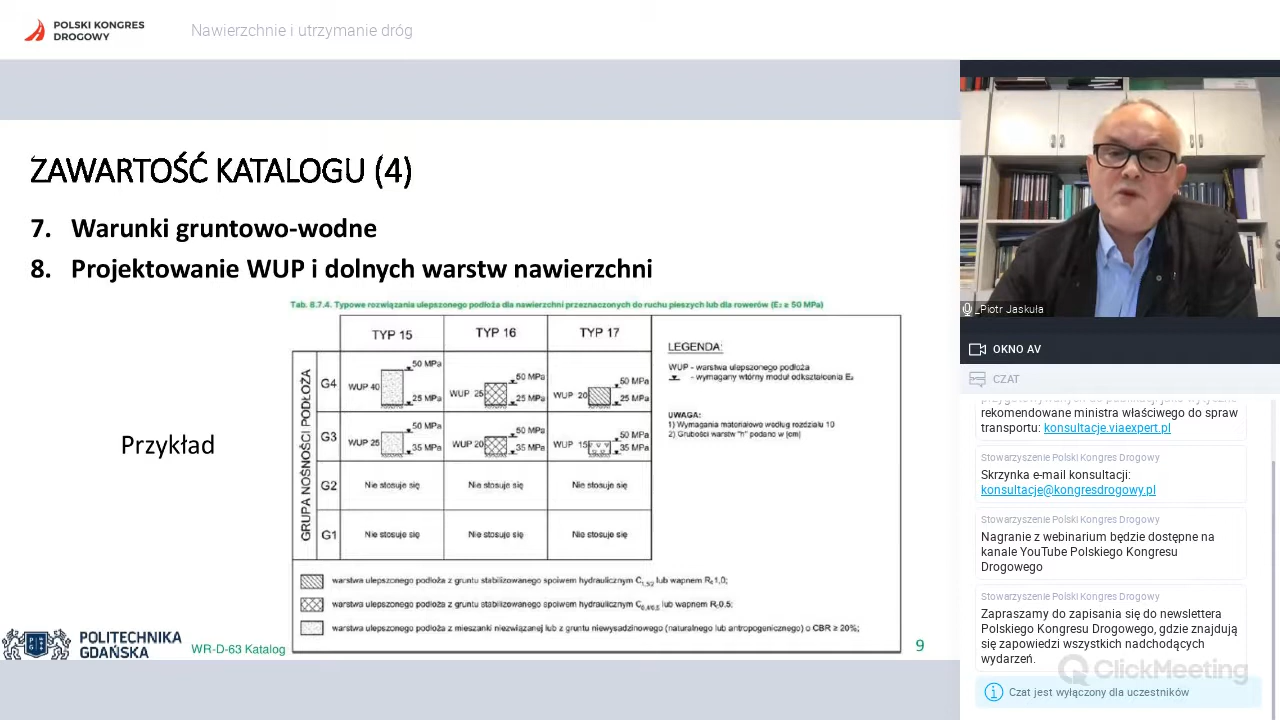 POLSKI KONGRES
DROGOWY
Nawierzchnie i utrzymanie dróg
ZAWARTOŚĆ KATALOGU (4)
7. Warunki gruntowo-wodne
8. Projektowanie WUP i dolnych warstw nawierzchni
Tab. 8.7.4. Typowe rozwiązania ulepszonego podłoża dla nawierzchni przeznaczonych do ruchu pieszych lub dla rowerów (E₂ ≥ 50 MPa)
TYP 15 TYP 16 TYP 17
GRUPA NOŚNOŚCI PODŁOŻA
G4 WUP 40 50 MPa 25 MPa WUP 25 50 MPa 25 MPa WUP 20 50 MPa 25 MPa
G3 WUP 25 50 MPa 35 MPa WUP 20 50 MPa 35 MPa WUP 15 50 MPa 35 MPa
G2 Nie stosuje się Nie stosuje się Nie stosuje się
G1 Nie stosuje się Nie stosuje się Nie stosuje się
LEGENDA:
WUP - warstwa ulepszonego podłoża
- wymagany wtórny moduł odkształcenia E₂
UWAGA:
1) Wymagania materiałowe według rozdziału 10
2) Grubości warstw "h" podano w [cm]
warstwa ulepszonego podłoża z gruntu stabilizowanego spoiwem hydraulicznym C1,5/2 lub wapnem Rc1,0;
warstwa ulepszonego podłoża z gruntu stabilizowanego spoiwem hydraulicznym C0,4/0,5 lub wapnem Rc0.5;
warstwa ulepszonego podłoża z mieszanki niezwiązanej lub z gruntu niewysadzinowego (naturalnego lub antropogenicznego) o CBR ≥ 20%;
Przykład
POLITECHNIKA
GDAŃSKA
WR-D-63 Katalog
9
_Piotr Jaskuła
OKNO AV
CZAT
rekomendowane ministra właściwego do spraw
transportu: konsultacje.viaexpert.pl
Stowarzyszenie Polski Kongres Drogowy
Skrzynka e-mail konsultacji:
konsultacje@kongresdrogowy.pl
Stowarzyszenie Polski Kongres Drogowy
Nagranie z webinarium będzie dostępne na
kanale YouTube Polskiego Kongresu
Drogowego
Stowarzyszenie Polski Kongres Drogowy
Zapraszamy do zapisania się do newslettera
Polskiego Kongresu Drogowego, gdzie znajdują
się zapowiedzi wszystkich nadchodzących
wydarzeń.
ClickMeeting
Czat jest wyłączony dla uczestników